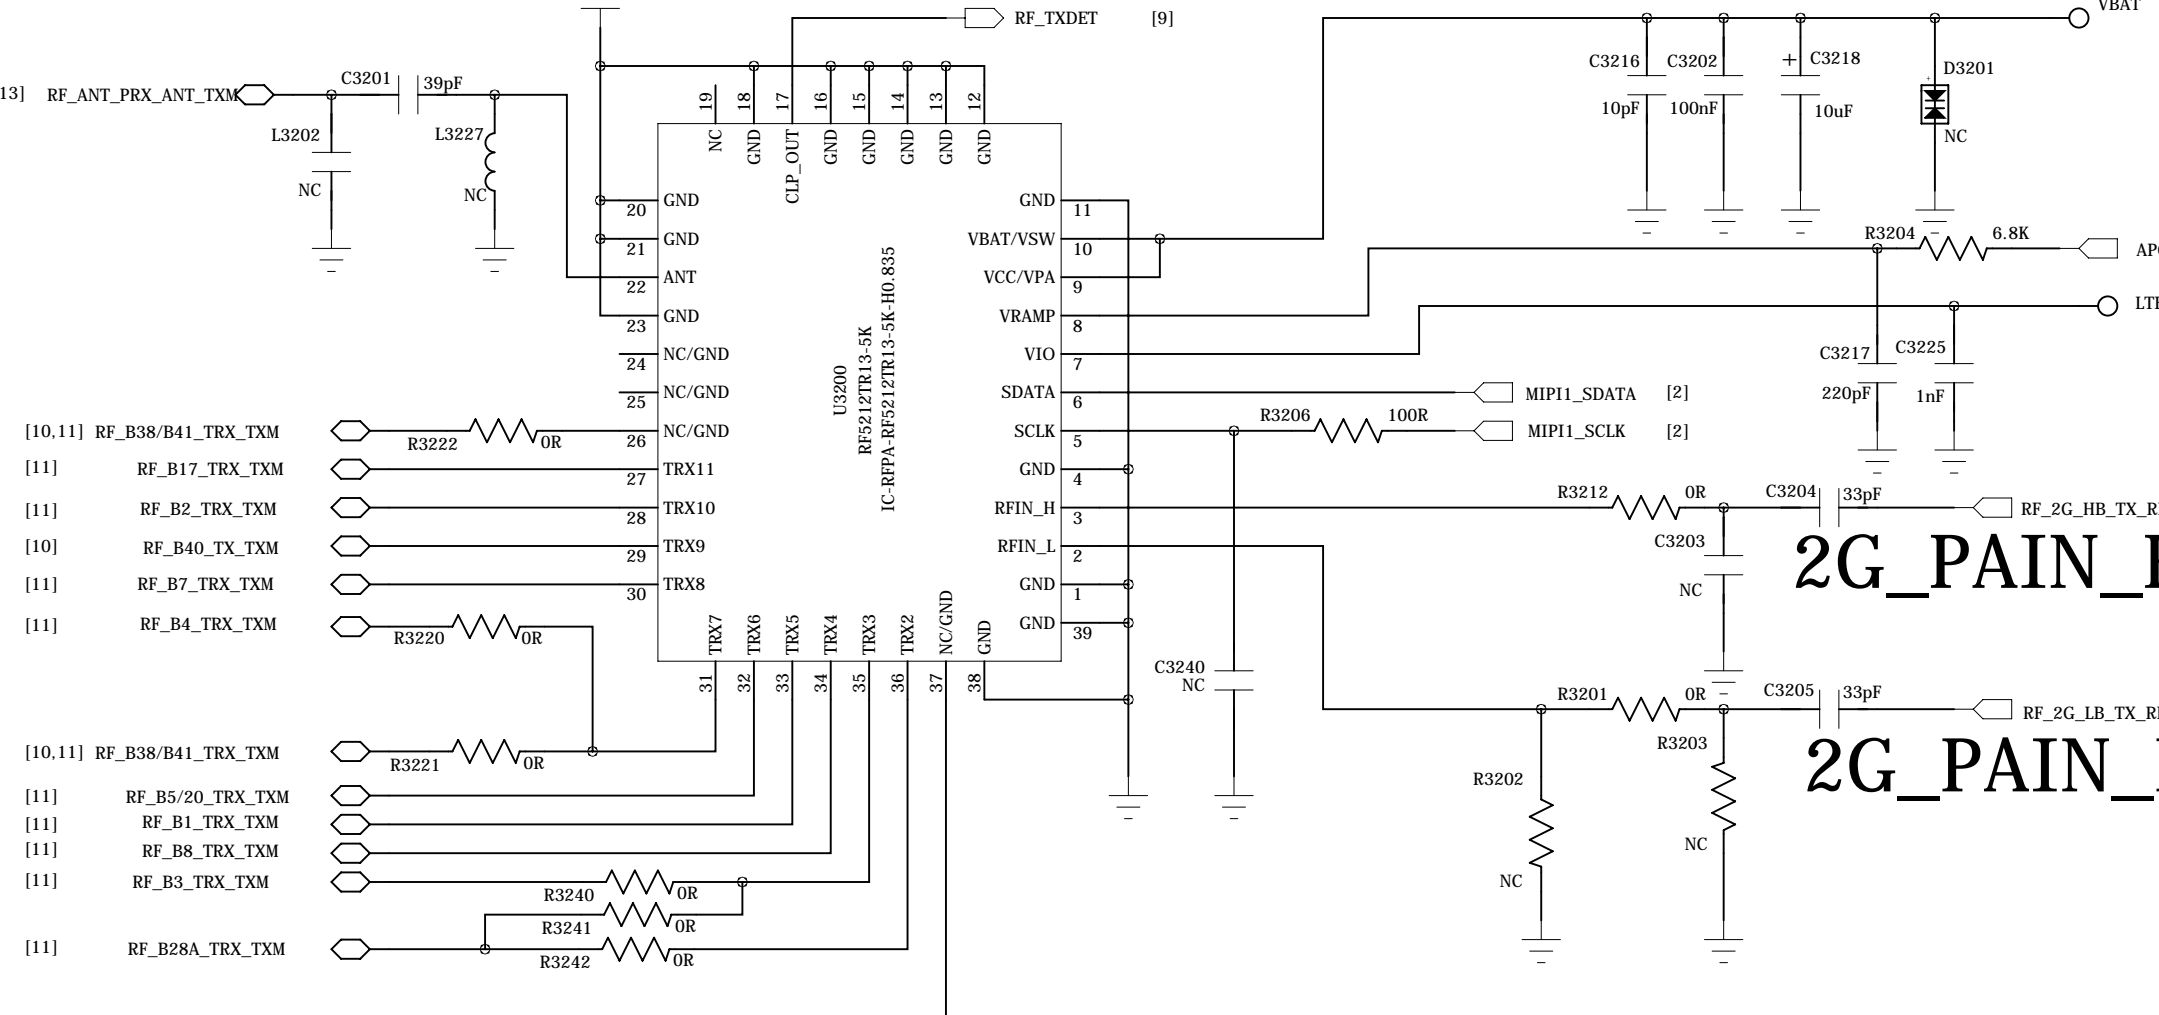 VBAT
RF_TXDET [9]
13] RF_ANT_PRX_ANT_TXM
C3201 39pF
L3202
NC
L3227
NC
C3216
10pF
C3202
100nF
+ C3218
10uF
D3201
NC
19 18 17 16 15 14 13 12
NC GND CLP_OUT GND GND GND GND GND
20 GND
21 GND
22 ANT
23 GND
24 NC/GND
25 NC/GND
26 NC/GND
27 TRX11
28 TRX10
29 TRX9
30 TRX8
U3200
RF5212TR13-5K
IC-RFPA-RF5212TR13-5K-H0.835
GND 11
VBAT/VSW 10
VCC/VPA 9
VRAMP 8
VIO 7
SDATA 6
SCLK 5
GND 4
RFIN_H 3
RFIN_L 2
GND 1
GND 39
TRX7 TRX6 TRX5 TRX4 TRX3 TRX2 NC/GND GND
31 32 33 34 35 36 37 38
R3204 6.8K
C3217
220pF
C3225
1nF
MIPI1_SDATA [2]
R3206 100R
MIPI1_SCLK [2]
C3240
NC
R3212 0R
C3204 33pF
C3203
NC
2G_PAIN_
R3201 0R
C3205 33pF
R3203
NC
R3202
NC
2G_PAIN_
[10,11] RF_B38/B41_TRX_TXM
R3222 0R
[11] RF_B17_TRX_TXM
[11] RF_B2_TRX_TXM
[10] RF_B40_TX_TXM
[11] RF_B7_TRX_TXM
[11] RF_B4_TRX_TXM
R3220 0R
[10,11] RF_B38/B41_TRX_TXM
R3221 0R
[11] RF_B5/20_TRX_TXM
[11] RF_B1_TRX_TXM
[11] RF_B8_TRX_TXM
[11] RF_B3_TRX_TXM
R3240 0R
R3241 0R
[11] RF_B28A_TRX_TXM
R3242 0R